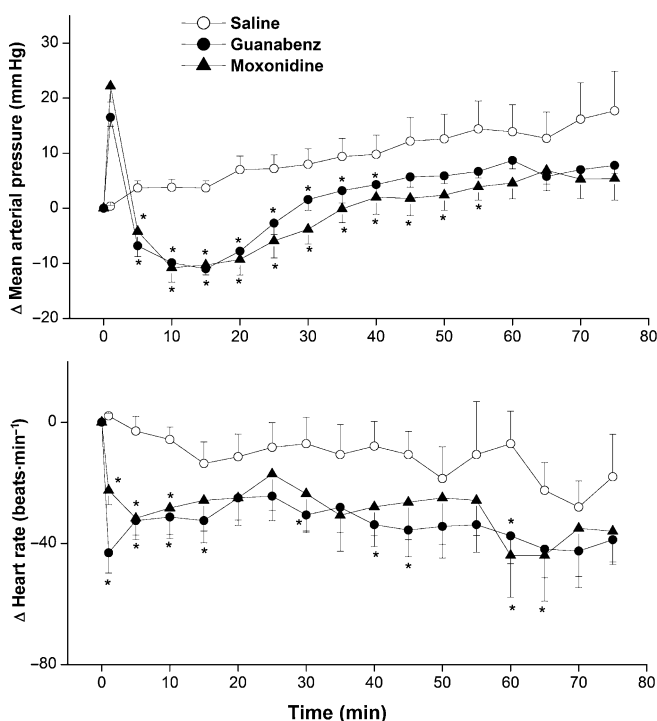 Saline
Guanabenz
Moxonidine
Δ Mean arterial pressure (mm Hg)
30
20
10
0
−10
−20
0 10 20 30 40 50 60 70 80
* * * * * * * *
* * * * * * * * * * *
Δ Heart rate (beats·min⁻¹)
0
−40
−80
* * * * *
* * * * * * * * *
0 10 20 30 40 50 60 70 80
Time (min)